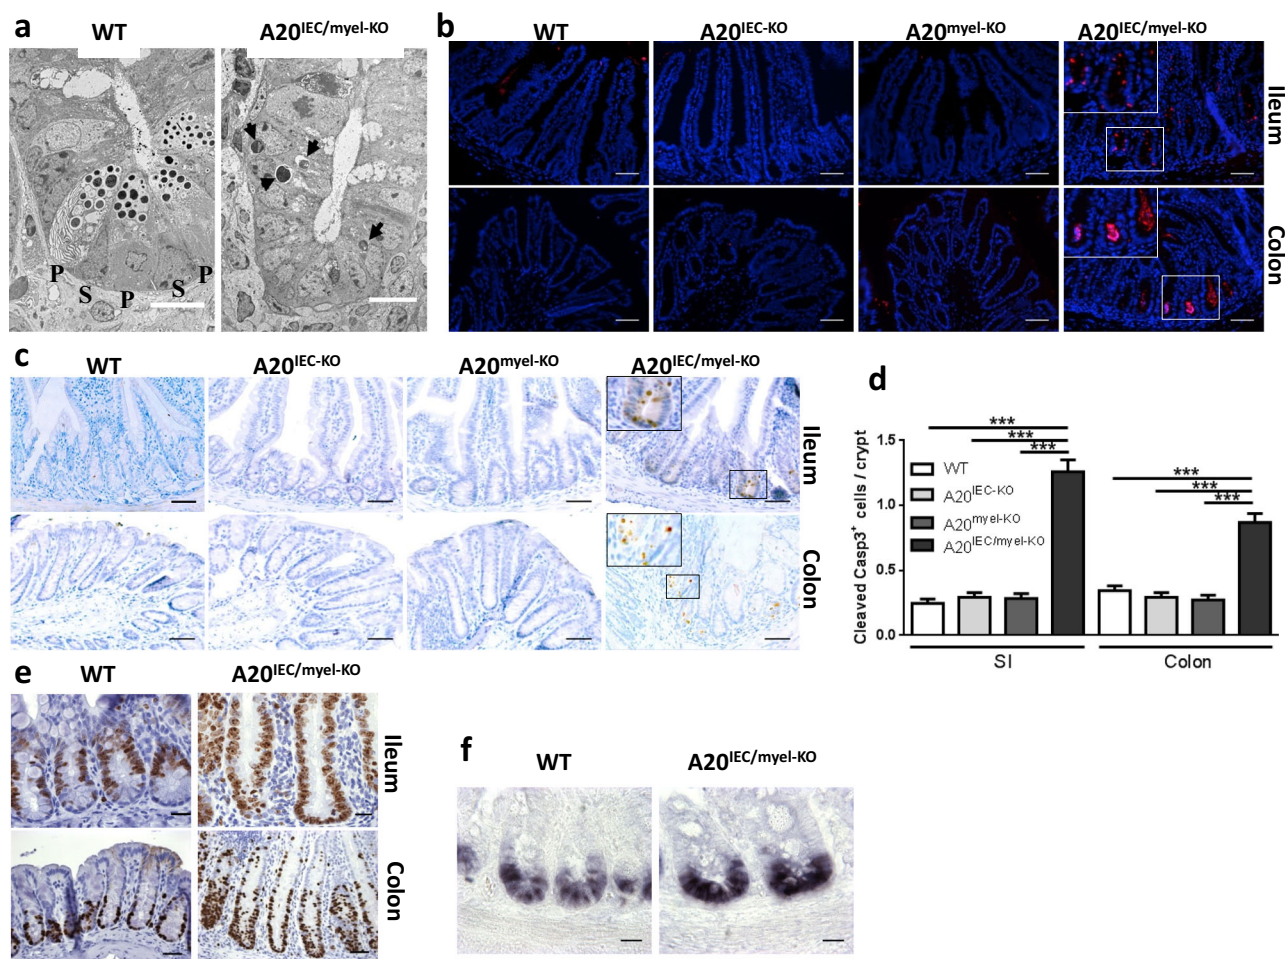 a
WT
A20IEC/myel-KO
P
S
P
S
P
b
WT
A20IEC-KO
A20myel-KO
A20IEC/myel-KO
Ileum
Colon
c
WT
A20IEC-KO
A20myel-KO
A20IEC/myel-KO
Ileum
Colon
d
Cleaved Casp3+ cells / crypt
1.5
1.0
0.5
0.0
***
***
***
***
***
***
WT
A20IEC-KO
A20myel-KO
A20IEC/myel-KO
SI
Colon
e
WT
A20IEC/myel-KO
Ileum
Colon
f
WT
A20IEC/myel-KO